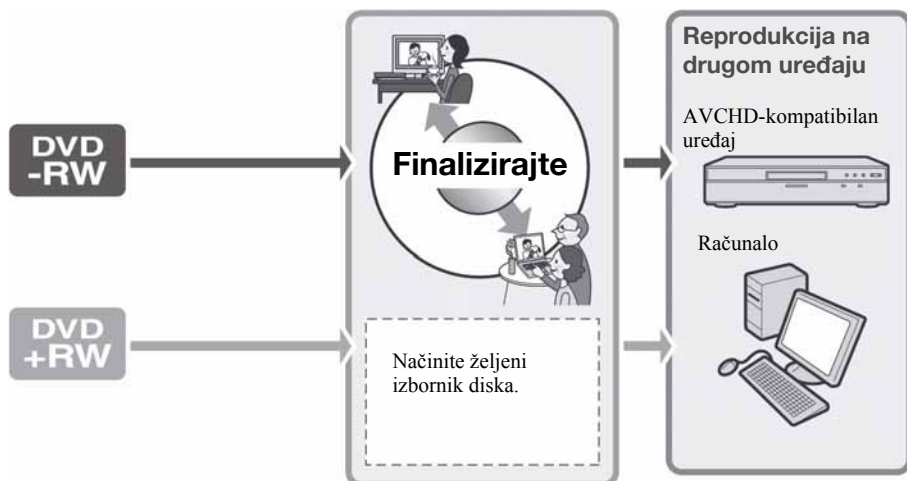 DVD
-RW
Finalizirajte
Reprodukcija na
drugom uređaju
AVCHD-kompatibilan
uređaj
Računalo
DVD
+RW
Načinite željeni
izbornik diska.